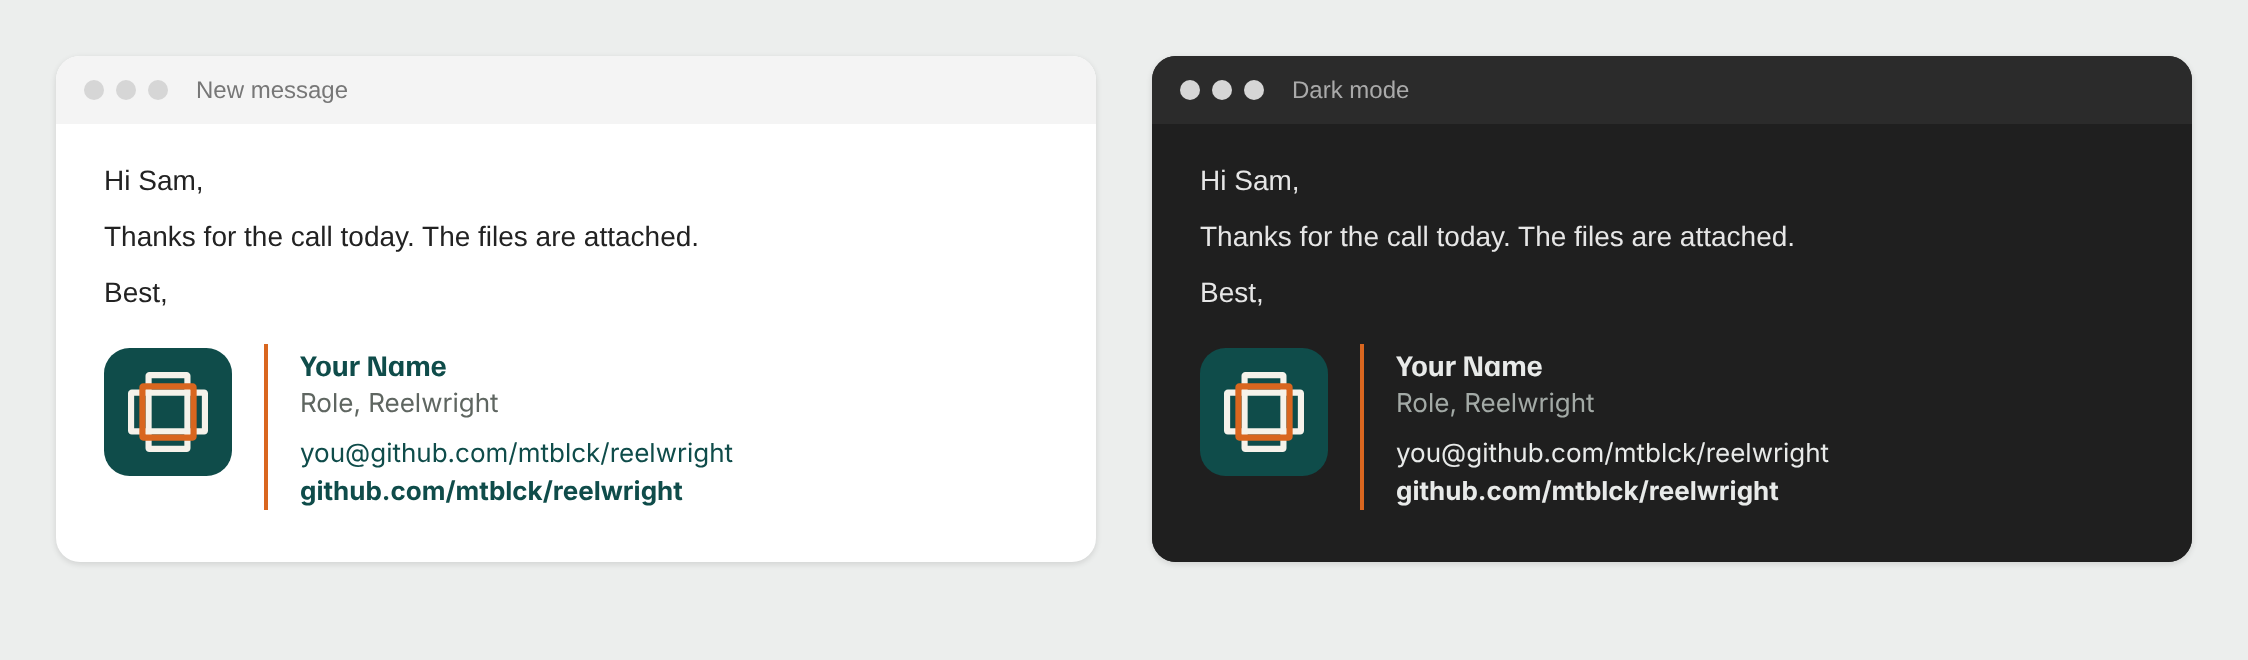 New message
Hi Sam,
Thanks for the call today. The files are attached.
Best,
Your Name
Role, Reelwright
you@github.com/mtblck/reelwright
github.com/mtblck/reelwright
Dark mode
Hi Sam,
Thanks for the call today. The files are attached.
Best,
Your Name
Role, Reelwright
you@github.com/mtblck/reelwright
github.com/mtblck/reelwright